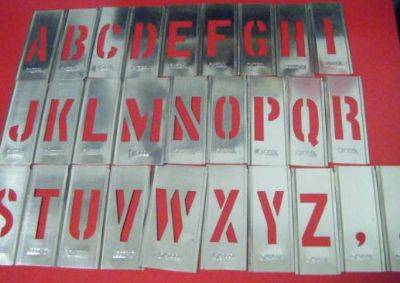 ABCDEFGHI
JKLMNOPQR
STUVWXYZ,.